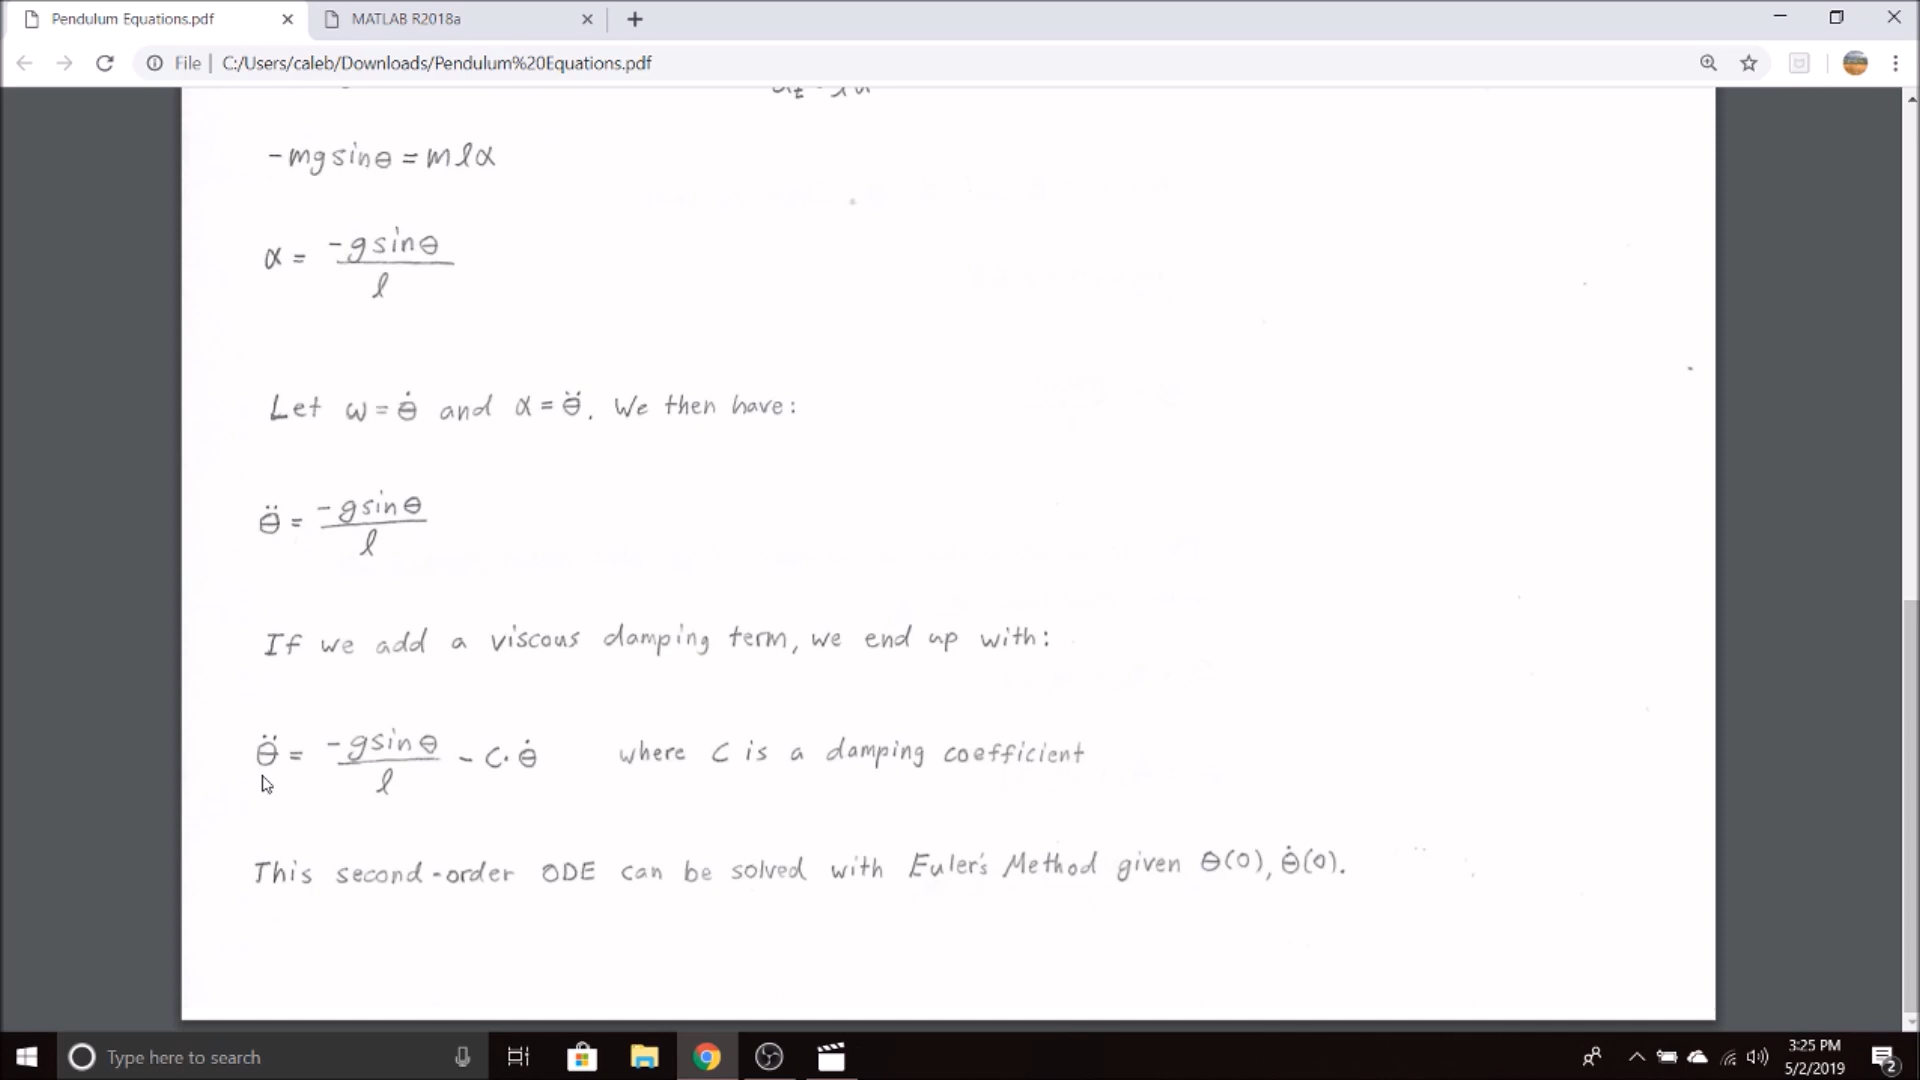 Pendulum Equations.pdf
MATLAB R2018a
File | C:/Users/caleb/Downloads/Pendulum%20Equations.pdf
-mg sinθ = mlα
α = -g sinθ / l
Let ω = θ̇ and α = θ̈. We then have:
θ̈ = -g sinθ / l
If we add a viscous damping term, we end up with:
θ̈ = -g sinθ / l - C·θ̇ where C is a damping coefficient
This second-order ODE can be solved with Euler's Method given θ(0), θ̇(0).
Type here to search
3:25 PM
5/2/2019
2